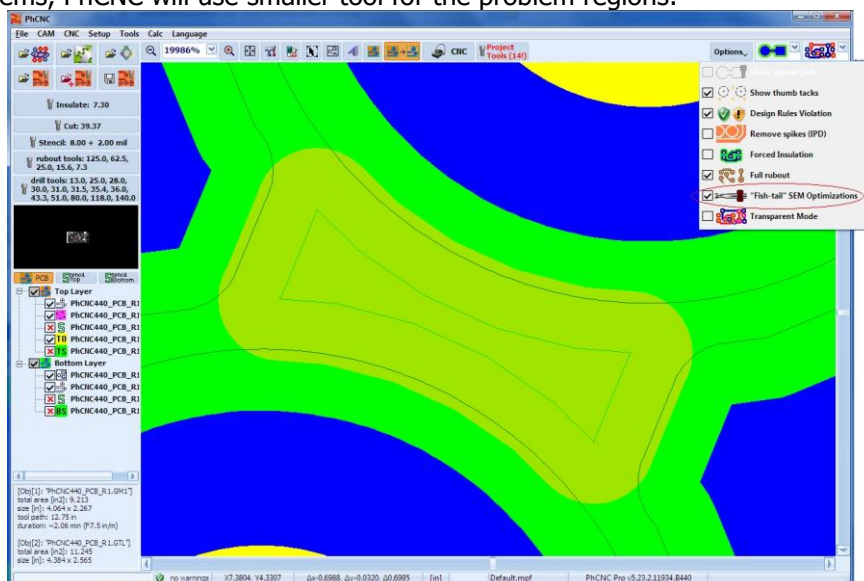 ems, PhCNC will use smaller tool for the problem regions.
PhCNC
File CAM CNC Setup Tools Calc Language
19986% CNC Project Tools (14!) Options
Insulate: 7.30
Cut: 39.37
Stencil: 8.00 + 2.00 mil
rubout tools: 125.0, 62.5,
25.0, 15.6, 7.3
drill tools: 13.0, 25.0, 28.0,
30.0, 31.0, 31.5, 35.4, 36.0,
43.3, 51.0, 80.0, 118.0, 140.0
PCB Stencil Top Stencil Bottom
Top Layer
PhCNC440_PCB_R1
PhCNC440_PCB_R1
PhCNC440_PCB_R1
TO PhCNC440_PCB_R1
TS PhCNC440_PCB_R1
Bottom Layer
PhCNC440_PCB_R1
PhCNC440_PCB_R1
PhCNC440_PCB_R1
BS PhCNC440_PCB_R1
[Obj[1]: "PhCNC440_PCB_R1.GM1"]
total area [in2]: 9.213
size [in]: 4.064 x 2.267
tool path: 12.75 in
duration: ~2.06 min (F7.5 in/m)
[Obj[2]: "PhCNC440_PCB_R1.GTL"]
total area [in2]: 11.245
size [in]: 4.384 x 2.565
Show thumb tacks
Design Rules Violation
Remove spikes (IPD)
Forced Insulation
Full rubout
"Fish-tail" SEM Optimizations
Transparent Mode
no warnings X7.3804, Y4.3307 Δx-0.6988, Δy-0.0320, Δ0.6995 [in] Default.mpf PhCNC Pro v5.23.2.11934.B440